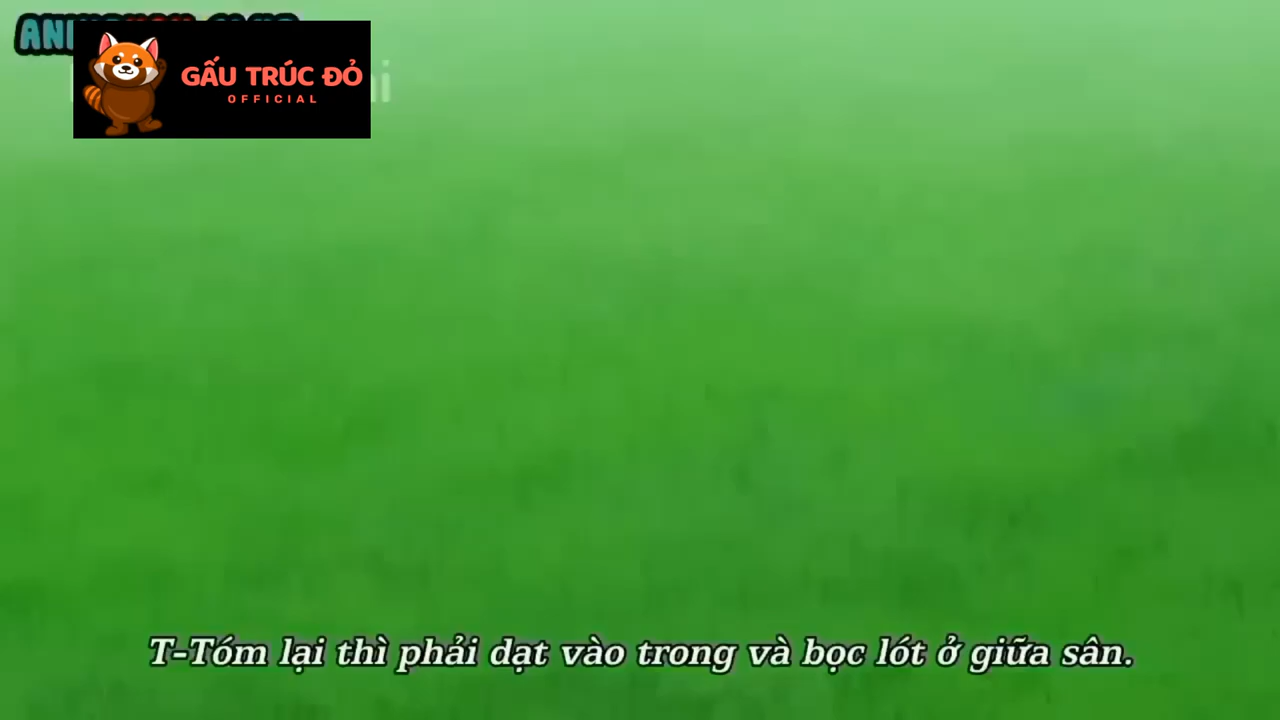 GẤU TRÚC ĐỎ
OFFICIAL
T-Tóm lại thì phải dạt vào trong và bọc lót ở giữa sân.